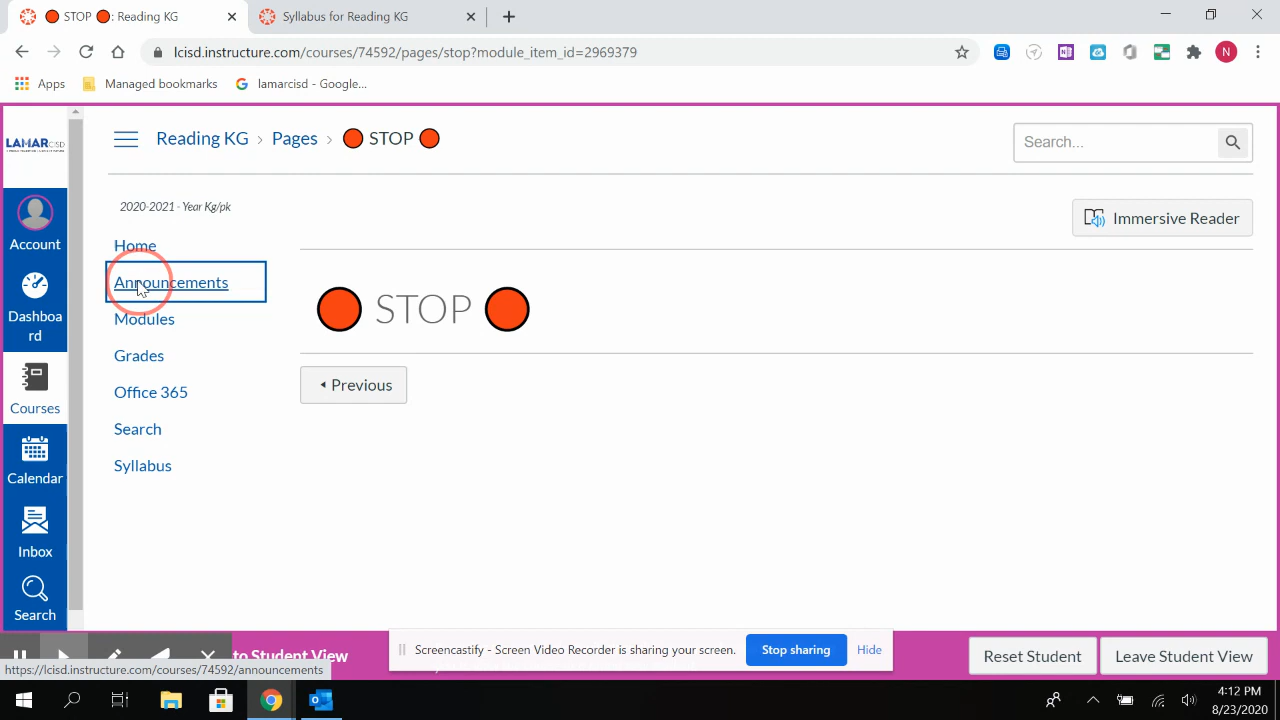 STOP : Reading KG
Syllabus for Reading KG
lcisd.instructure.com/courses/74592/pages/stop?module_item_id=2969379
N
Apps
Managed bookmarks
lamarcisd - Google...
LAMAR CISD
Reading KG › Pages › STOP
Search...
2020-2021 - Year Kg/pk
Immersive Reader
Account
Dashboa
rd
Courses
Calendar
Inbox
Search
Home
Announcements
Modules
Grades
Office 365
Search
Syllabus
STOP
Previous
to Student View
Screencastify - Screen Video Recorder is sharing your screen.
Stop sharing
Hide
Reset Student
Leave Student View
https://lcisd.instructure.com/courses/74592/announcements
4:12 PM
8/23/2020